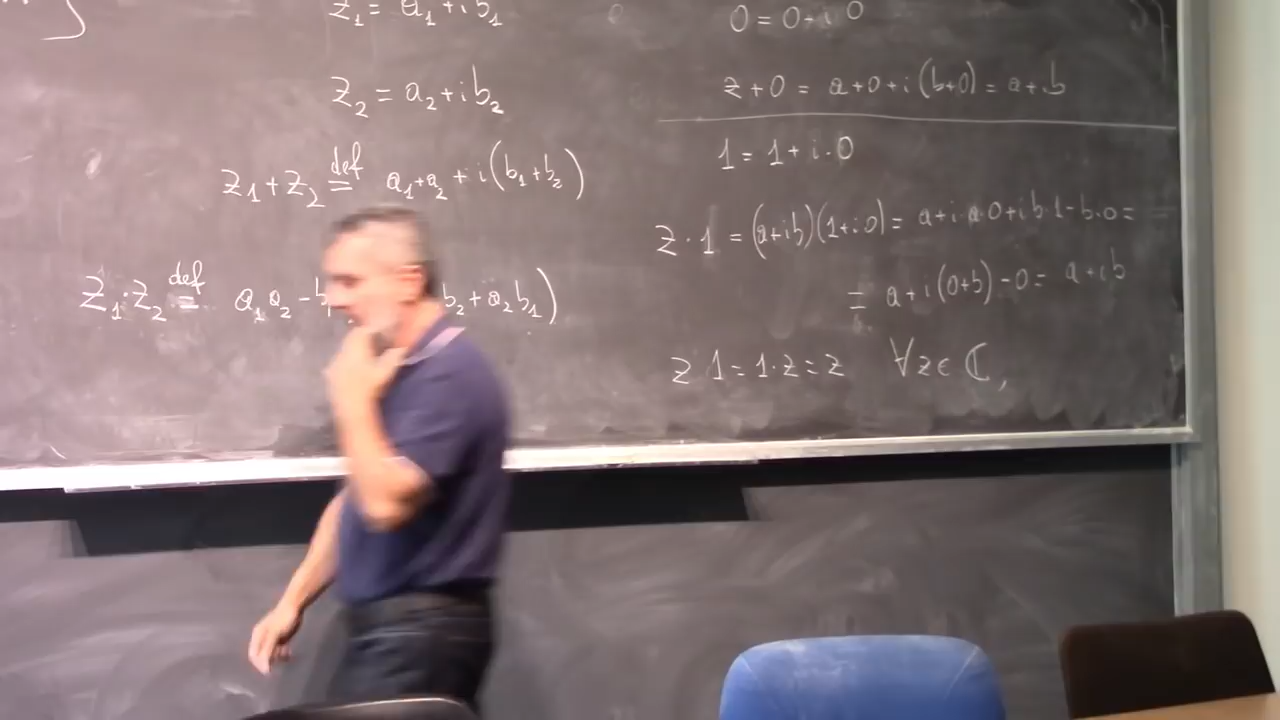 z₁ = a₁ + i b₁
z₂ = a₂ + i b₂
z₁ + z₂ def= a₁ + a₂ + i (b₁ + b₂)
z₁ · z₂ def= a₁ a₂ - b b₂ + a₂ b₁)
0 = 0 + i 0
z + 0 = a + 0 + i (b + 0) = a + ib
1 = 1 + i · 0
z · 1 = (a + ib)(1 + i · 0) = a + i · a · 0 + i b · 1 - b · 0 =
= a + i (0 + b) - 0 = a + ib
z 1 = 1 · z = z ∀ z ∈ ℂ,